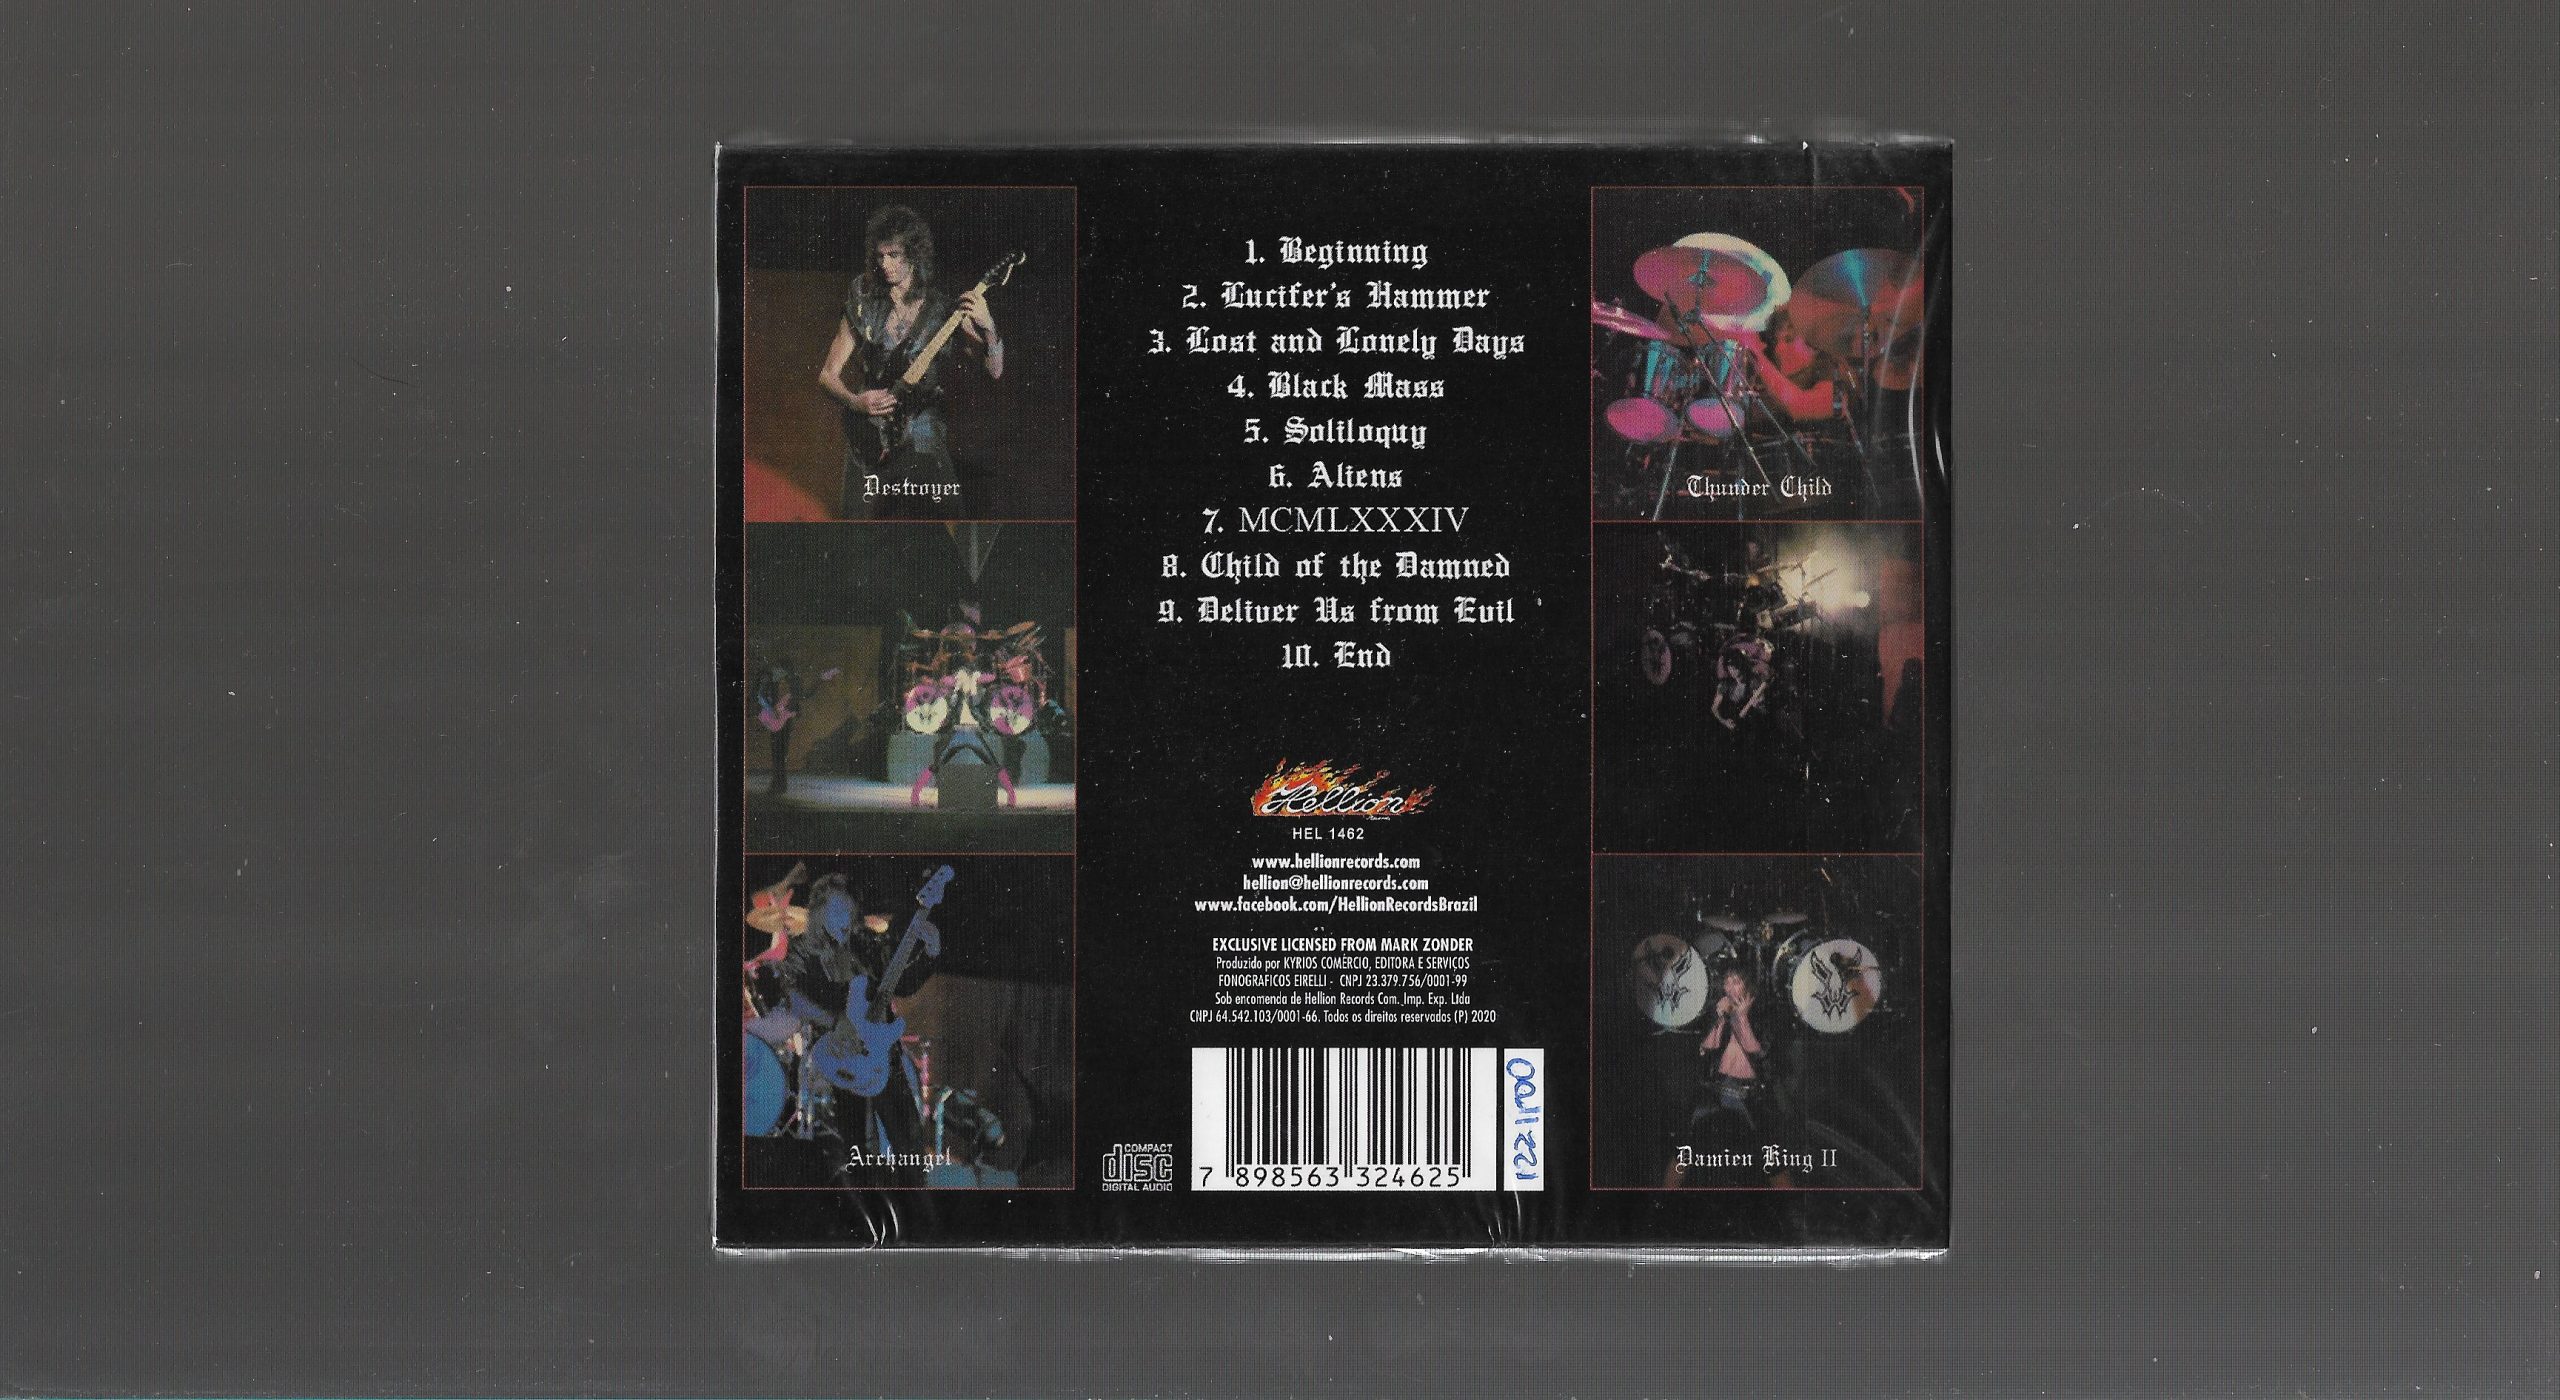 1. Beginning
2. Lucifer's Hammer
3. Lost and Lonely Days
4. Black Mass
5. Soliloquy
6. Aliens
7. MCMLXXXIV
8. Child of the Damned
9. Deliver Us from Evil
10. End
Destroyer
Thunder Child
Archangel
Damien King II
Hellion
Records
HEL 1462
www.hellionrecords.com
hellion@hellionrecords.com
www.facebook.com/HellionRecordsBrazil
EXCLUSIVE LICENSED FROM MARK ZONDER
Produzido por KYRIOS COMÉRCIO, EDITORA E SERVIÇOS
FONOGRAFICOS EIRELLI - CNPJ 23.379.756/0001-99
Sob encomenda de Hellion Records Com. Imp. Exp. Ltda
CNPJ 64.542.103/0001-66. Todos os direitos reservados (P) 2020
COMPACT
disc
DIGITAL AUDIO
7 898563 324625